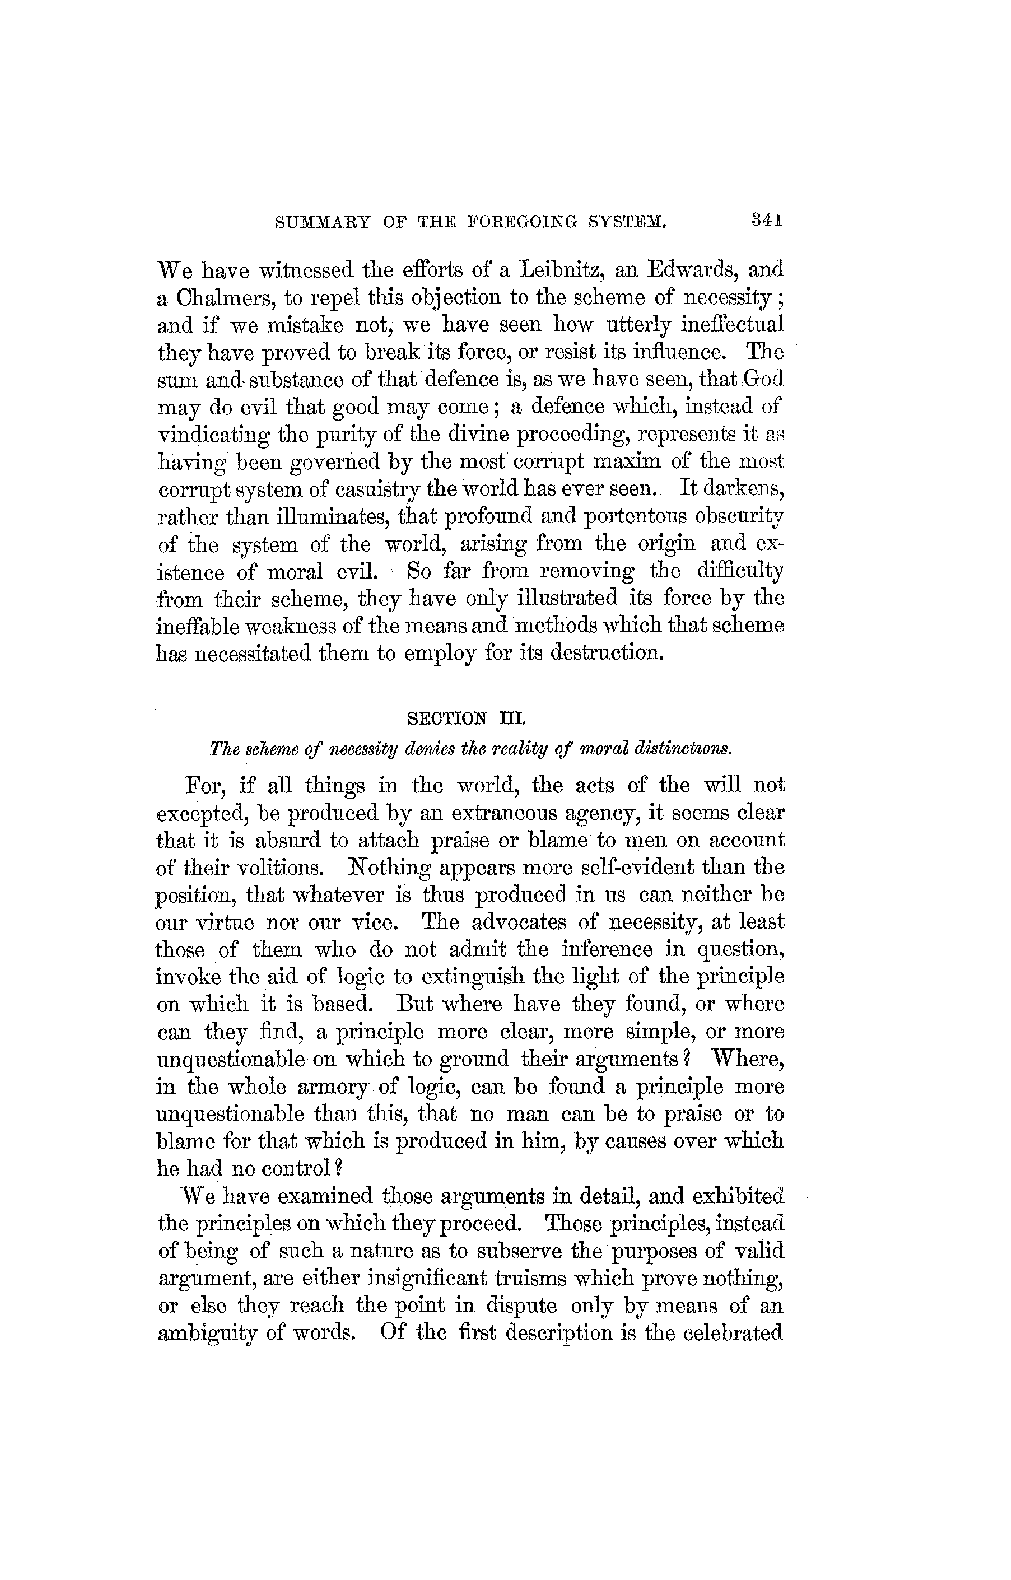 SUMMARY OF THE FOREGOING SYSTEM. 341
We have witnessed the efforts of a Leibnitz, an Edwards, and
a Chalmers, to repel this objection to the scheme of necessity;
and if we mistake not, we have seen how utterly ineffectual
they have proved to break its force, or resist its influence. The
sum and substance of that defence is, as we have seen, that God
may do evil that good may come; a defence which, instead of
vindicating the purity of the divine proceeding, represents it as
having been governed by the most corrupt maxim of the most
corrupt system of casuistry the world has ever seen. It darkens,
rather than illuminates, that profound and portentous obscurity
of the system of the world, arising from the origin and ex-
istence of moral evil. So far from removing the difficulty
from their scheme, they have only illustrated its force by the
ineffable weakness of the means and methods which that scheme
has necessitated them to employ for its destruction.
SECTION III.
The scheme of necessity denies the reality of moral distinctions.
For, if all things in the world, the acts of the will not
excepted, be produced by an extraneous agency, it seems clear
that it is absurd to attach praise or blame to men on account
of their volitions. Nothing appears more self-evident than the
position, that whatever is thus produced in us can neither be
our virtue nor our vice. The advocates of necessity, at least
those of them who do not admit the inference in question,
invoke the aid of logic to extinguish the light of the principle
on which it is based. But where have they found, or where
can they find, a principle more clear, more simple, or more
unquestionable on which to ground their arguments? Where,
in the whole armory of logic, can be found a principle more
unquestionable than this, that no man can be to praise or to
blame for that which is produced in him, by causes over which
he had no control?
We have examined those arguments in detail, and exhibited
the principles on which they proceed. Those principles, instead
of being of such a nature as to subserve the purposes of valid
argument, are either insignificant truisms which prove nothing,
or else they reach the point in dispute only by means of an
ambiguity of words. Of the first description is the celebrated